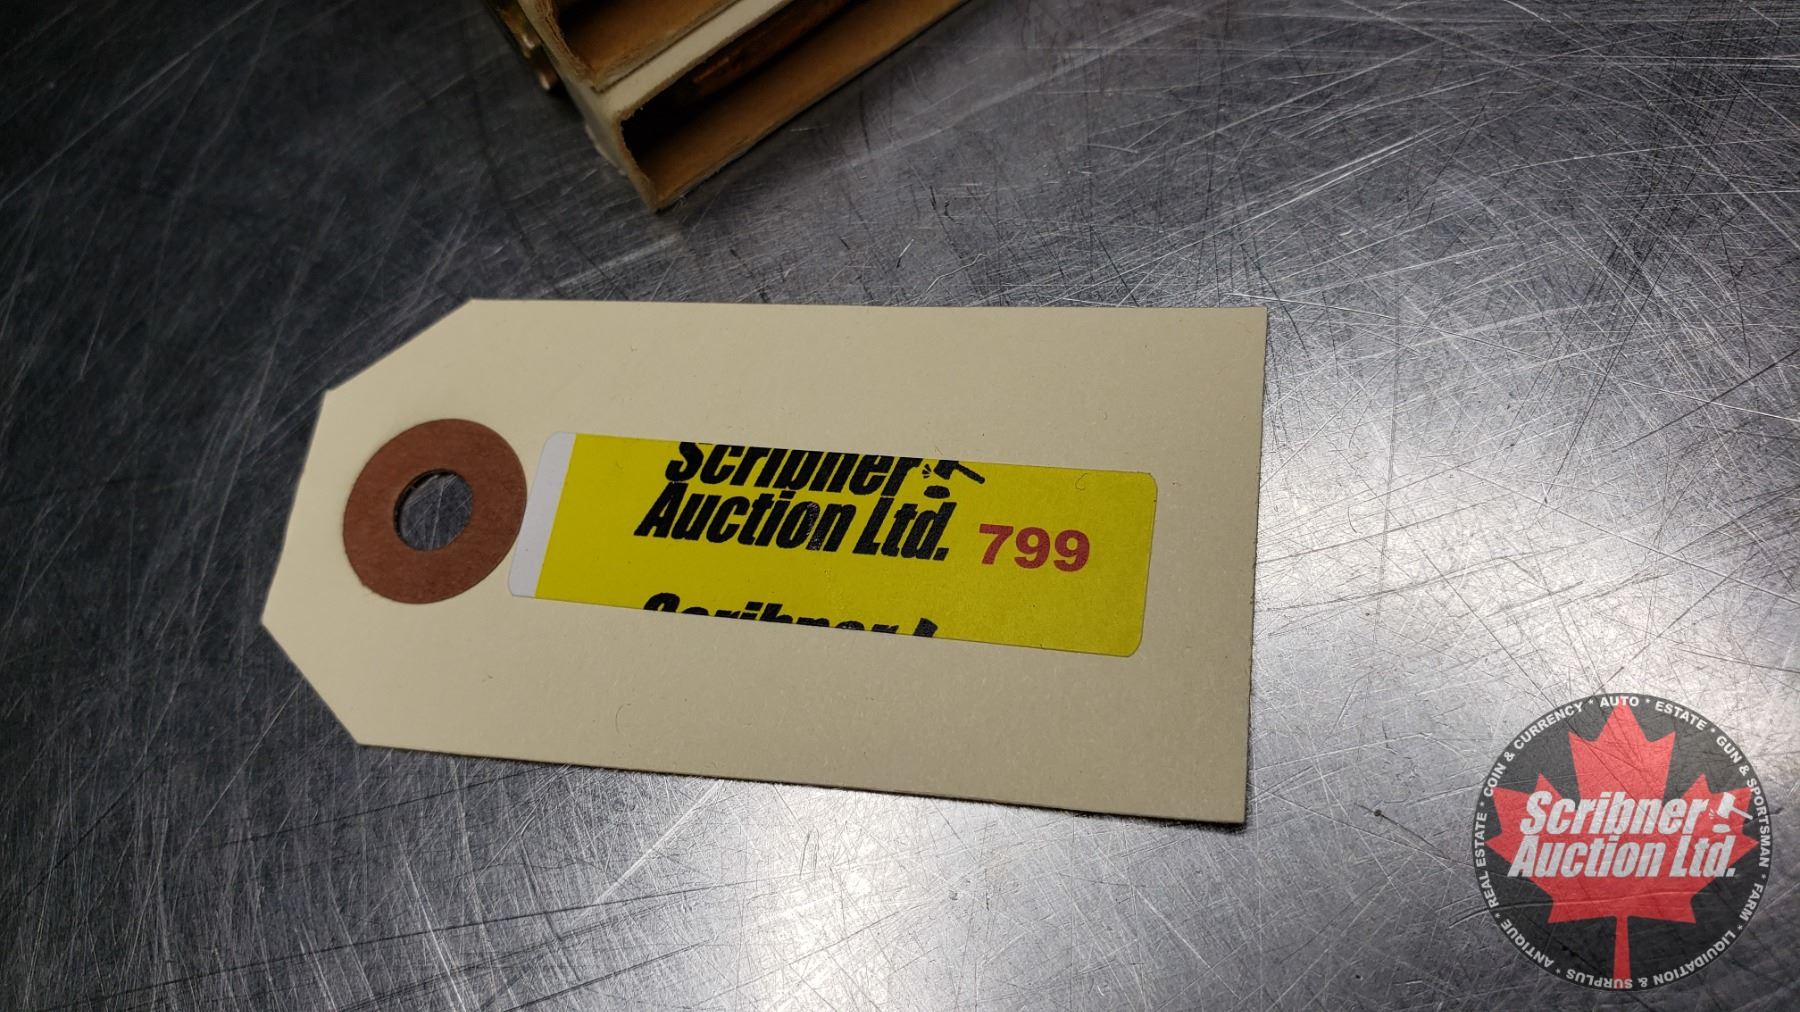 Scribner
Auction Ltd. 799
Scribner
COIN & CURRENCY * AUTO * ESTATE * GUN & SPORTSMAN * FARM * LIQUIDATION & SURPLUS * ANTIQUE * REAL ESTATE *
Scribner
Auction Ltd.